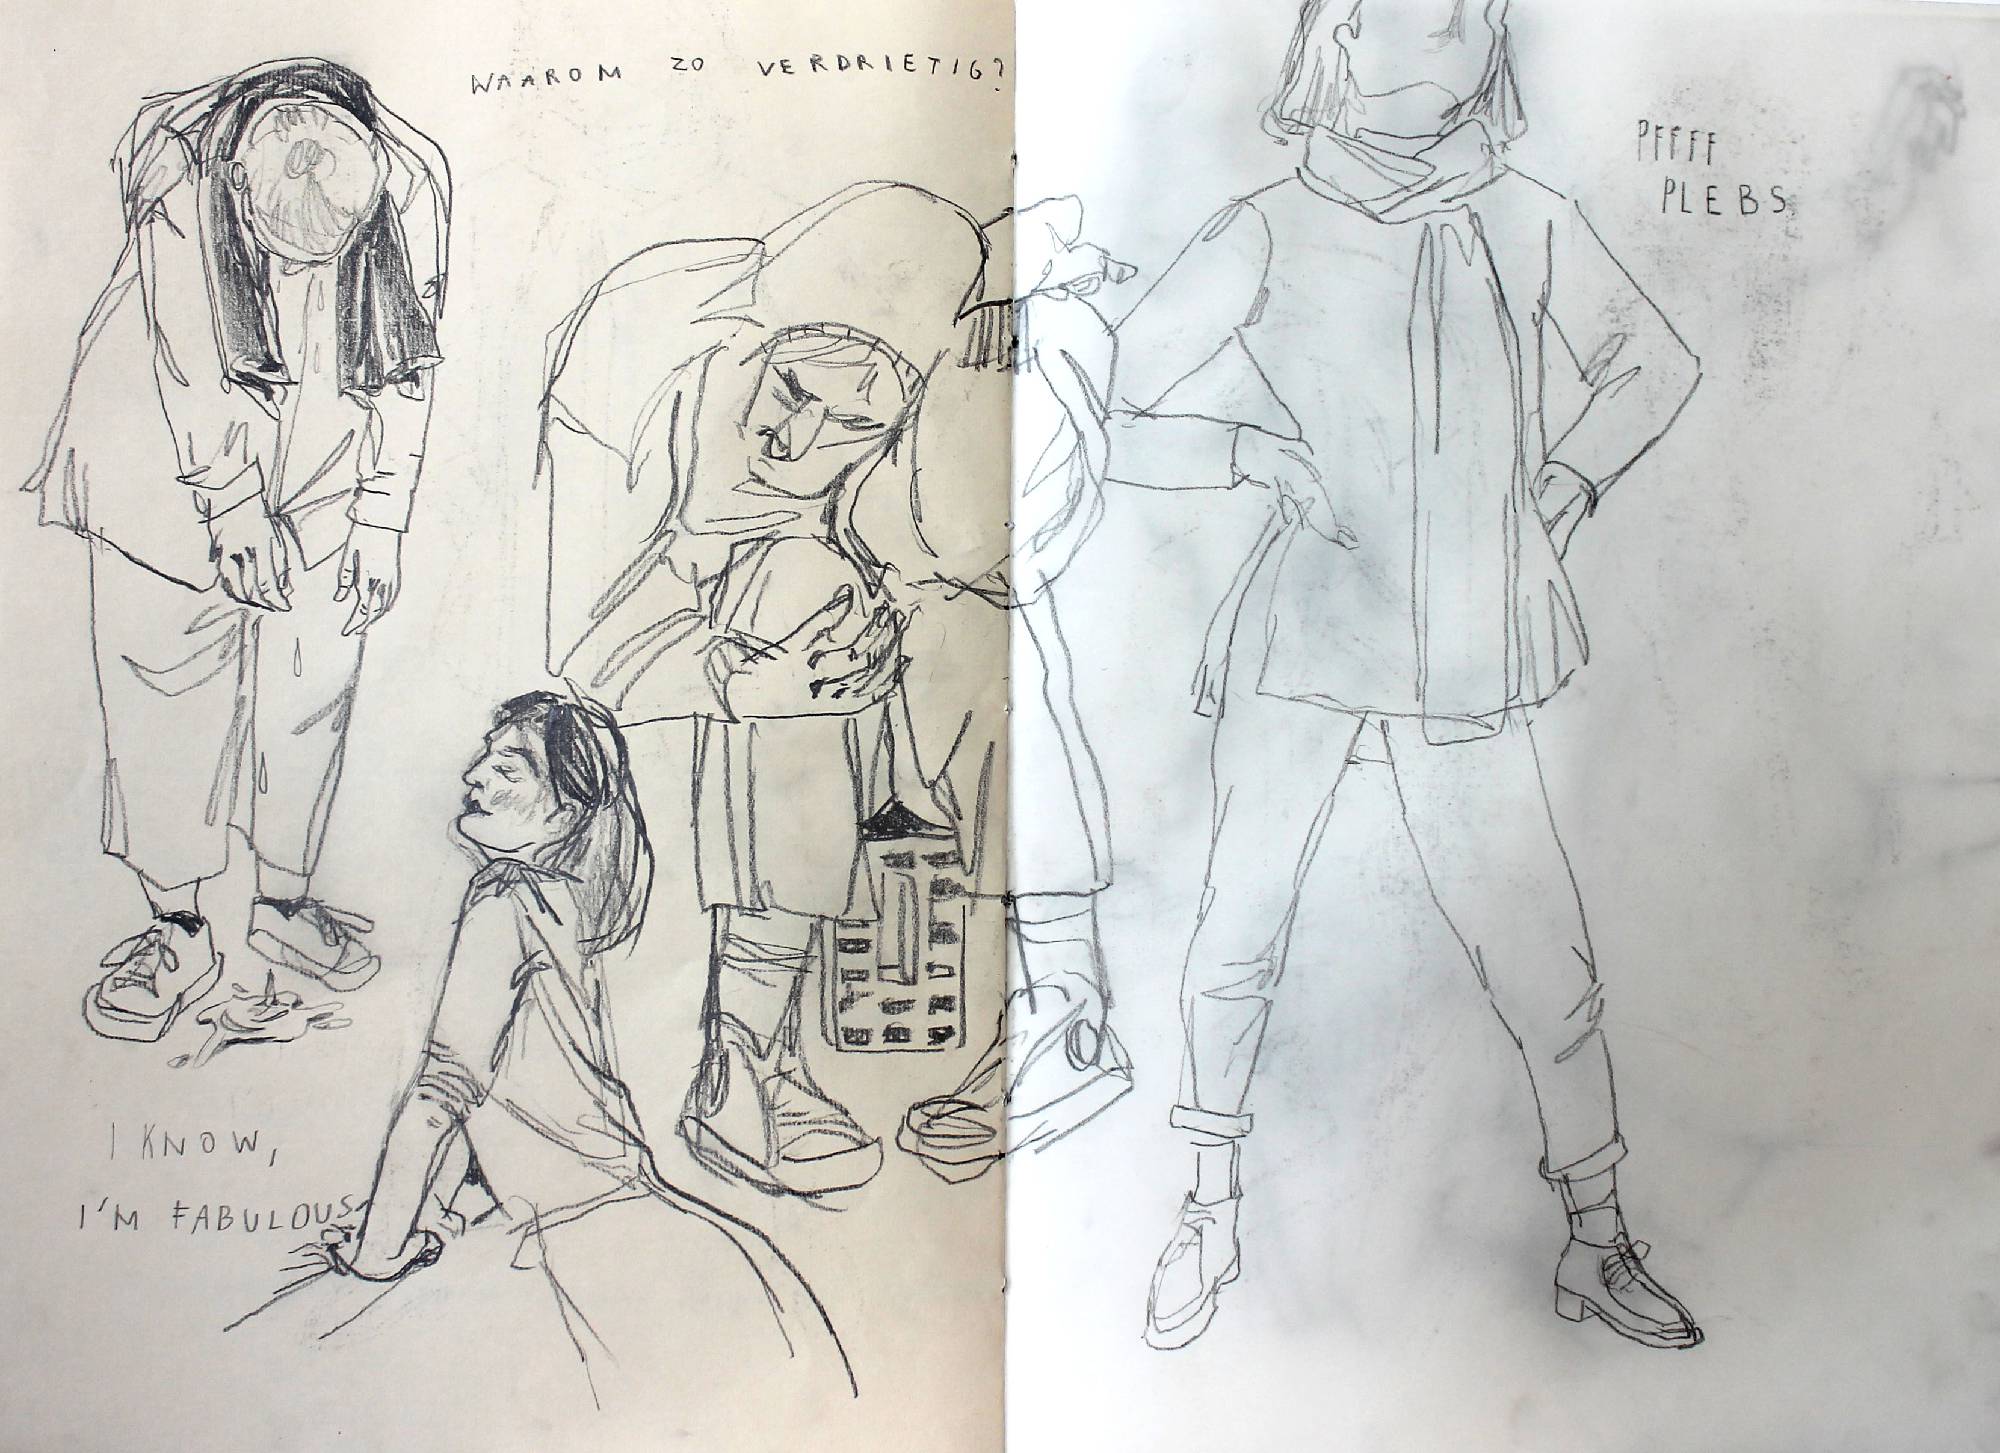 WAAROM ZO VERDRIETIG?
PFFFF
PLEBS
I KNOW,
I'M FABULOUS